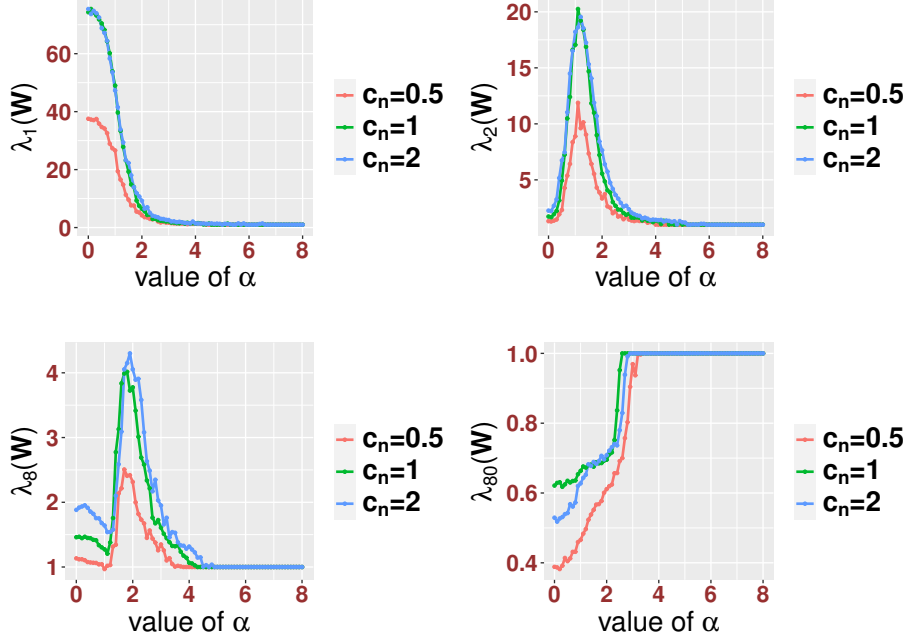 λ₁(W)
60
40
20
0
0 2 4 6 8
value of α
cₙ=0.5
cₙ=1
cₙ=2
λ₂(W)
20
15
10
5
0 2 4 6 8
value of α
cₙ=0.5
cₙ=1
cₙ=2
λ₈(W)
4
3
2
1
0 2 4 6 8
value of α
cₙ=0.5
cₙ=1
cₙ=2
λ₈₀(W)
1.0
0.8
0.6
0.4
0 2 4 6 8
value of α
cₙ=0.5
cₙ=1
cₙ=2